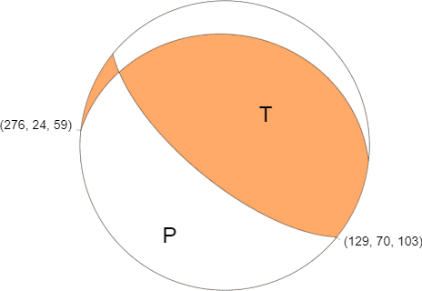 T
(276, 24, 59)
P
(129, 70, 103)